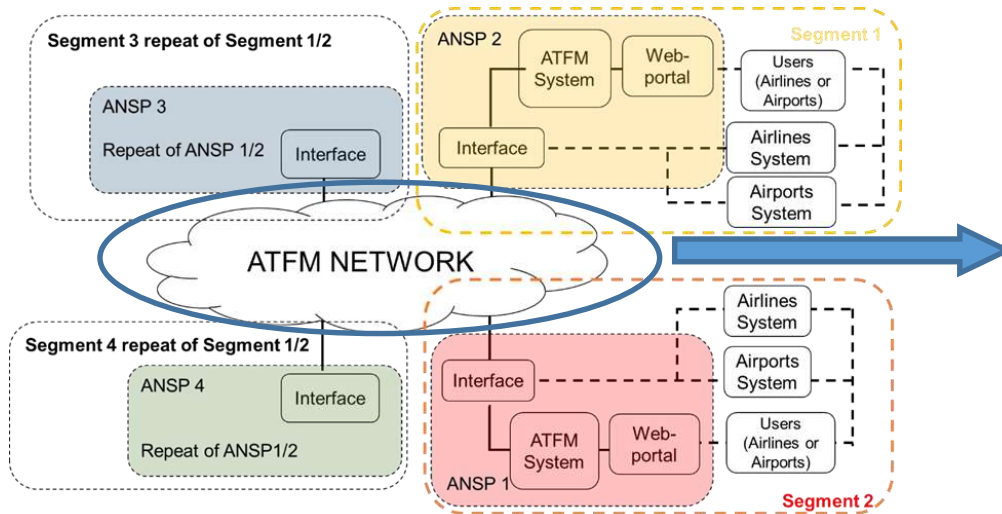 Segment 3 repeat of Segment 1/2
ANSP 3
Repeat of ANSP 1/2
Interface
ANSP 2
ATFM
System
Web-
portal
Interface
Segment 1
Users
(Airlines or
Airports)
Airlines
System
Airports
System
ATFM NETWORK
Segment 4 repeat of Segment 1/2
ANSP 4
Interface
Repeat of ANSP1/2
Interface
ATFM
System
Web-
portal
ANSP 1
Airlines
System
Airports
System
Users
(Airlines or
Airports)
Segment 2